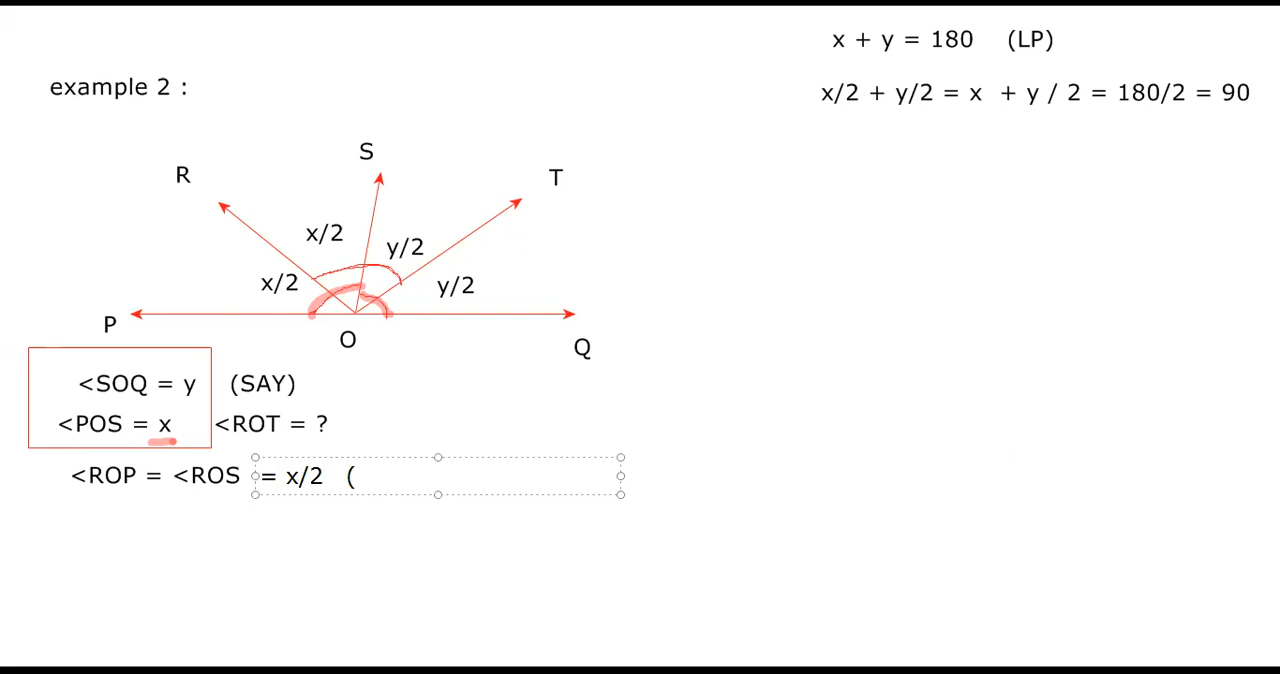 x + y = 180 (LP)
example 2 :
x/2 + y/2 = x + y / 2 = 180/2 = 90
S
R
T
x/2
y/2
x/2
y/2
P
O
Q
<SOQ = y (SAY)
<POS = x <ROT = ?
<ROP = <ROS = x/2 (